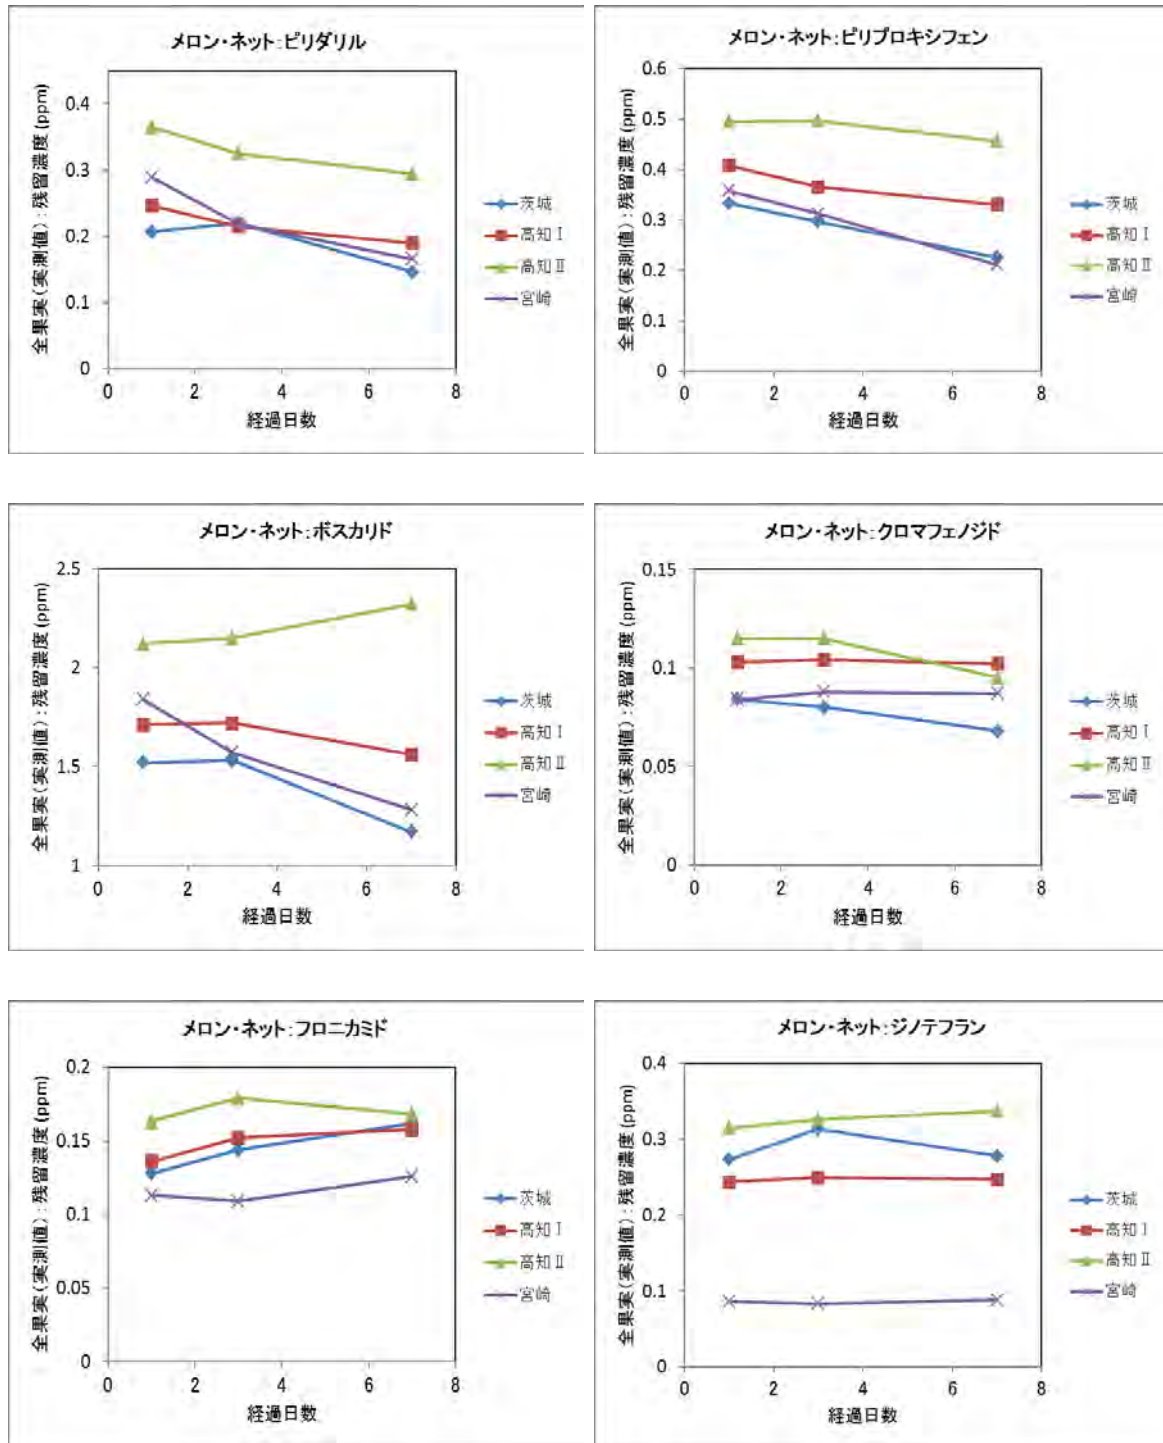 メロン・ネット:ピリダリル
全果実(実測値):残留濃度(ppm)
0.4
0.3
0.2
0.1
0
0 2 4 6 8
経過日数
茨城
高知Ⅰ
高知Ⅱ
宮崎
メロン・ネット:ピリプロキシフェン
全果実(実測値):残留濃度(ppm)
0.6
0.5
0.4
0.3
0.2
0.1
0
0 2 4 6 8
経過日数
茨城
高知Ⅰ
高知Ⅱ
宮崎
メロン・ネット:ボスカリド
全果実(実測値):残留濃度(ppm)
2.5
2
1.5
1
0 2 4 6 8
経過日数
茨城
高知Ⅰ
高知Ⅱ
宮崎
メロン・ネット:クロマフェノジド
全果実(実測値):残留濃度(ppm)
0.15
0.1
0.05
0
0 2 4 6 8
経過日数
茨城
高知Ⅰ
高知Ⅱ
宮崎
メロン・ネット:フロニカミド
全果実(実測値):残留濃度(ppm)
0.2
0.15
0.1
0.05
0
0 2 4 6 8
経過日数
茨城
高知Ⅰ
高知Ⅱ
宮崎
メロン・ネット:ジノテフラン
全果実(実測値):残留濃度(ppm)
0.4
0.3
0.2
0.1
0
0 2 4 6 8
経過日数
茨城
高知Ⅰ
高知Ⅱ
宮崎